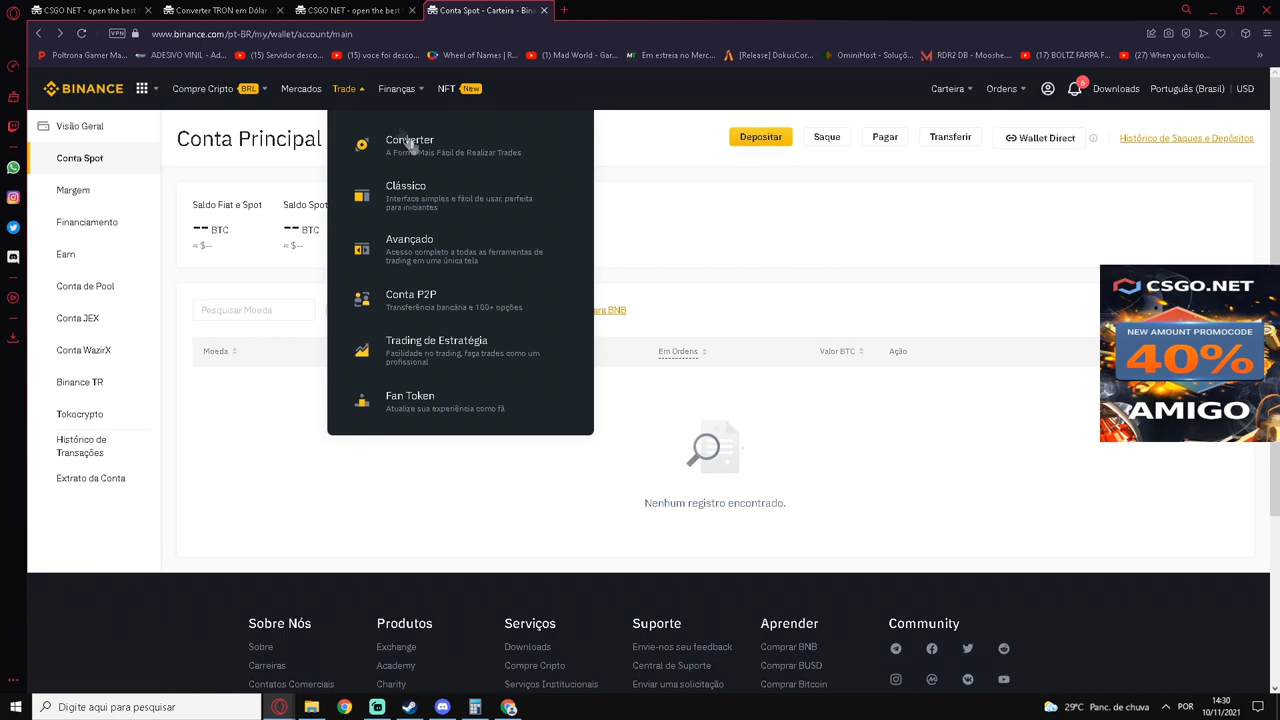 CSGO NET - open the best
Converter TRON em Dólar
CSGO NET - open the best
Conta Spot - Carteira - Bin
VPN
www.binance.com/pt-BR/my/wallet/account/main
Poltrona Gamer Ma...
ADESIVO VINIL - Ad...
(15) Servidor desco...
(15) voce foi desco...
Wheel of Names | R...
(1) Mad World - Gu...
Em estreia no Merc...
[Release] DokusCor...
OminiHost - Soluçõ...
RDR2 DB - Mooshe...
(17) BOLTZ FARPA F...
(27) When you follo...
BINANCE
Compre Cripto BRL
Mercados
Trade
Finanças
NFT New
Carteira
Ordens
6
Downloads
Português (Brasil)
USD
Visão Geral
Conta Spot
Margem
Financiamento
Earn
Conta de Pool
Conta JEX
Conta WazirX
Binance TR
Tokocrypto
Histórico de
Transações
Extrato da Conta
Conta Principal
Depositar
Saque
Pagar
Transferir
Wallet Direct
Histórico de Saques e Depósitos
Saldo Fiat e Spot
-- BTC
≈ $--
Saldo Spot
-- BTC
≈ $--
Converter
A Forma Mais Fácil de Realizar Trades
Clássico
Interface simples e fácil de usar, perfeita
para iniciantes
Avançado
Acesso completo a todas as ferramentas de
trading em uma única tela
Conta P2P
Transferência bancária e 100+ opções
Trading de Estratégia
Facilidade no trading, faça trades como um
profissional
Fan Token
Atualize sua experiência como fã
Pesquisar Moeda
ara BNB
Moeda
Em Ordens
Valor BTC
Ação
Nenhum registro encontrado.
CSGO.NET
NEW AMOUNT PROMOCODE
40%
AMIGO
Sobre Nós
Sobre
Carreiras
Contatos Comerciais
Produtos
Exchange
Academy
Charity
Serviços
Downloads
Compre Cripto
Serviços Institucionais
Suporte
Envie-nos seu feedback
Central de Suporte
Enviar uma solicitação
Aprender
Comprar BNB
Comprar BUSD
Comprar Bitcoin
Community
Digite aqui para pesquisar
29°C Panc. de chuva
POR
14:30
10/11/2021